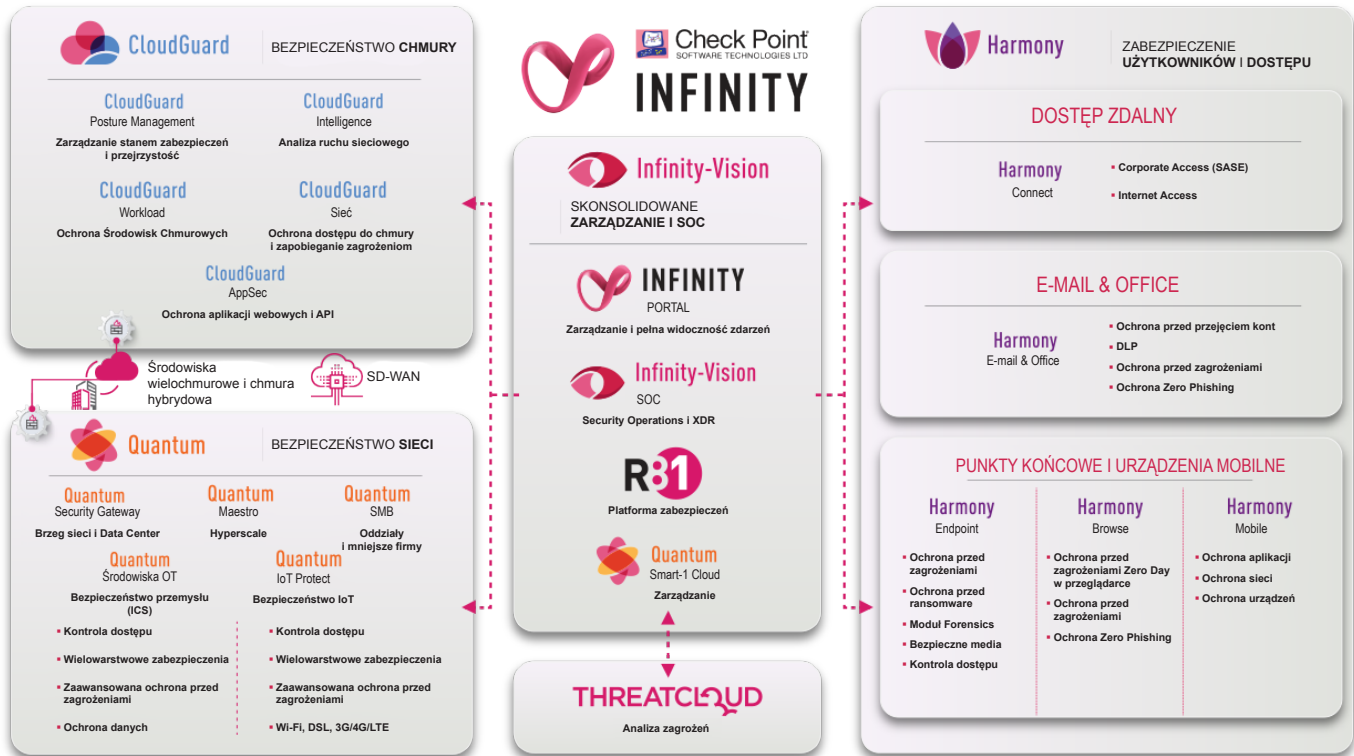 CloudGuard
BEZPIECZEŃSTWO CHMURY
CloudGuard
Posture Management
Zarządzanie stanem zabezpieczeń
i przejrzystość
CloudGuard
Intelligence
Analiza ruchu sieciowego
CloudGuard
Workload
Ochrona Środowisk Chmurowych
CloudGuard
Sieć
Ochrona dostępu do chmury
i zapobieganie zagrożeniom
CloudGuard
AppSec
Ochrona aplikacji webowych i API
Środowiska
wielochmurowe i chmura
hybrydowa
SD-WAN
Quantum
BEZPIECZEŃSTWO SIECI
Quantum
Security Gateway
Brzeg sieci i Data Center
Quantum
Maestro
Hyperscale
Quantum
SMB
Oddziały
i mniejsze firmy
Quantum
Środowiska OT
Bezpieczeństwo przemysłu
(ICS)
Quantum
IoT Protect
Bezpieczeństwo IoT
▪ Kontrola dostępu
▪ Wielowarstwowe zabezpieczenia
▪ Zaawansowana ochrona przed
zagrożeniami
▪ Ochrona danych
▪ Kontrola dostępu
▪ Wielowarstwowe zabezpieczenia
▪ Zaawansowana ochrona przed
zagrożeniami
▪ Wi-Fi, DSL, 3G/4G/LTE
Check Point
SOFTWARE TECHNOLOGIES LTD
INFINITY
Infinity-Vision
SKONSOLIDOWANE
ZARZĄDZANIE I SOC
INFINITY
PORTAL
Zarządzanie i pełna widoczność zdarzeń
Infinity-Vision
SOC
Security Operations i XDR
R81
Platforma zabezpieczeń
Quantum
Smart-1 Cloud
Zarządzanie
THREATCLOUD
Analiza zagrożeń
Harmony
ZABEZPIECZENIE
UŻYTKOWNIKÓW I DOSTĘPU
DOSTĘP ZDALNY
Harmony
Connect
▪ Corporate Access (SASE)
▪ Internet Access
E-MAIL & OFFICE
Harmony
E-mail & Office
▪ Ochrona przed przejęciem kont
▪ DLP
▪ Ochrona przed zagrożeniami
▪ Ochrona Zero Phishing
PUNKTY KOŃCOWE I URZĄDZENIA MOBILNE
Harmony
Endpoint
▪ Ochrona przed
zagrożeniami
▪ Ochrona przed
ransomware
▪ Moduł Forensics
▪ Bezpieczne media
▪ Kontrola dostępu
Harmony
Browse
▪ Ochrona przed
zagrożeniami Zero Day
w przeglądarce
▪ Ochrona przed
zagrożeniami
▪ Ochrona Zero Phishing
Harmony
Mobile
▪ Ochrona aplikacji
▪ Ochrona sieci
▪ Ochrona urządzeń